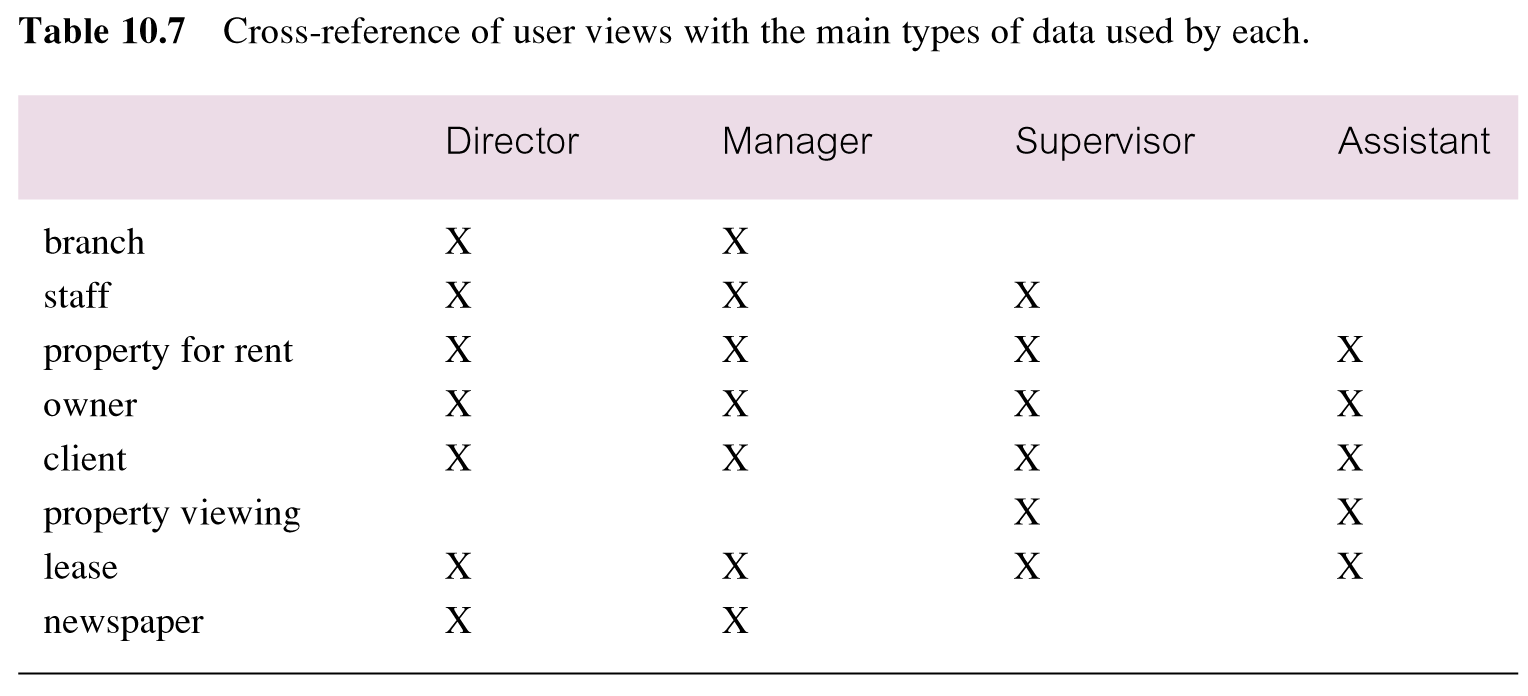 Table 10.7 Cross-reference of user views with the main types of data used by each.
Director Manager Supervisor Assistant
branch X X
staff X X X
property for rent X X X X
owner X X X X
client X X X X
property viewing X X
lease X X X X
newspaper X X